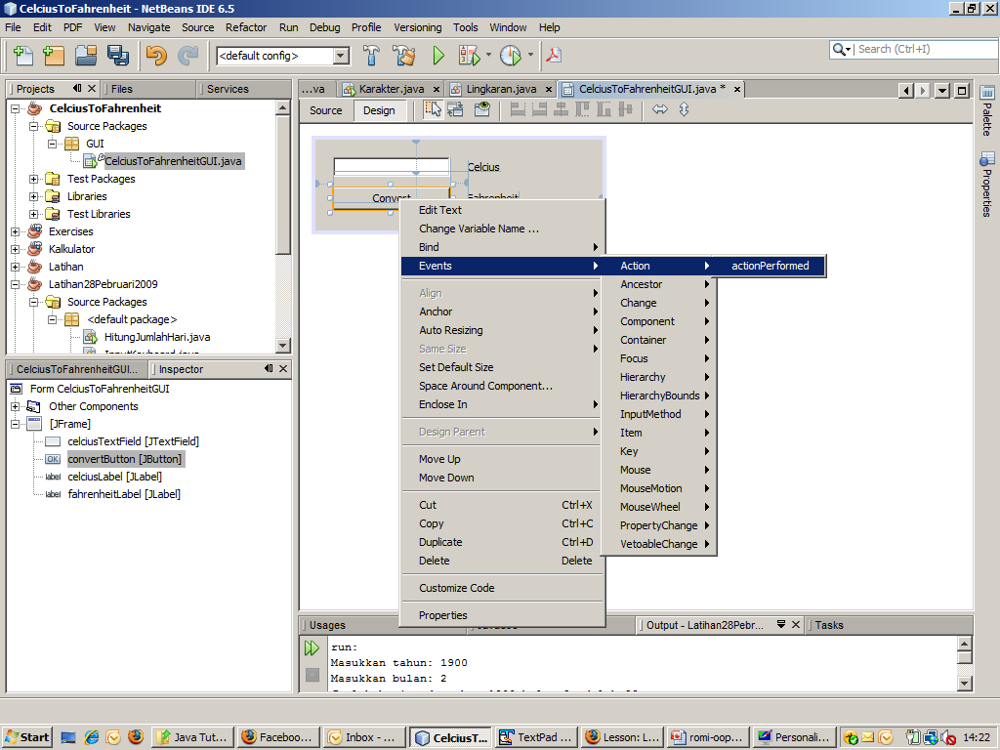 CelciusToFahrenheit - NetBeans IDE 6.5
File Edit PDF View Navigate Source Refactor Run Debug Profile Versioning Tools Window Help
<default config>
Search (Ctrl+I)
Projects
Files
Services
CelciusToFahrenheit
Source Packages
GUI
CelciusToFahrenheitGUI.java
Test Packages
Libraries
Test Libraries
Exercises
Kalkulator
Latihan
Latihan28Pebruari2009
Source Packages
<default package>
HitungJumlahHari.java
InputKeyboard.java
CelciusToFahrenheitGUI...
Inspector
Form CelciusToFahrenheitGUI
Other Components
[JFrame]
celciusTextField [JTextField]
OK convertButton [JButton]
label celciusLabel [JLabel]
label fahrenheitLabel [JLabel]
...va
Karakter.java
Lingkaran.java
CelciusToFahrenheitGUI.java *
Source
Design
Celcius
Convert
Fahrenheit
Edit Text
Change Variable Name ...
Bind
Events
Align
Anchor
Auto Resizing
Same Size
Set Default Size
Space Around Component...
Enclose In
Design Parent
Move Up
Move Down
Cut Ctrl+X
Copy Ctrl+C
Duplicate Ctrl+D
Delete Delete
Customize Code
Properties
Action
Ancestor
Change
Component
Container
Focus
Hierarchy
HierarchyBounds
InputMethod
Item
Key
Mouse
MouseMotion
MouseWheel
PropertyChange
VetoableChange
actionPerformed
Palette
Properties
Usages
Output - Latihan28Pebr...
Tasks
run:
Masukkan tahun: 1900
Masukkan bulan: 2
Start
Java Tut...
Faceboo...
Inbox - ...
CelciusT...
TextPad ...
Lesson: L...
romi-oop...
Personali...
14:22